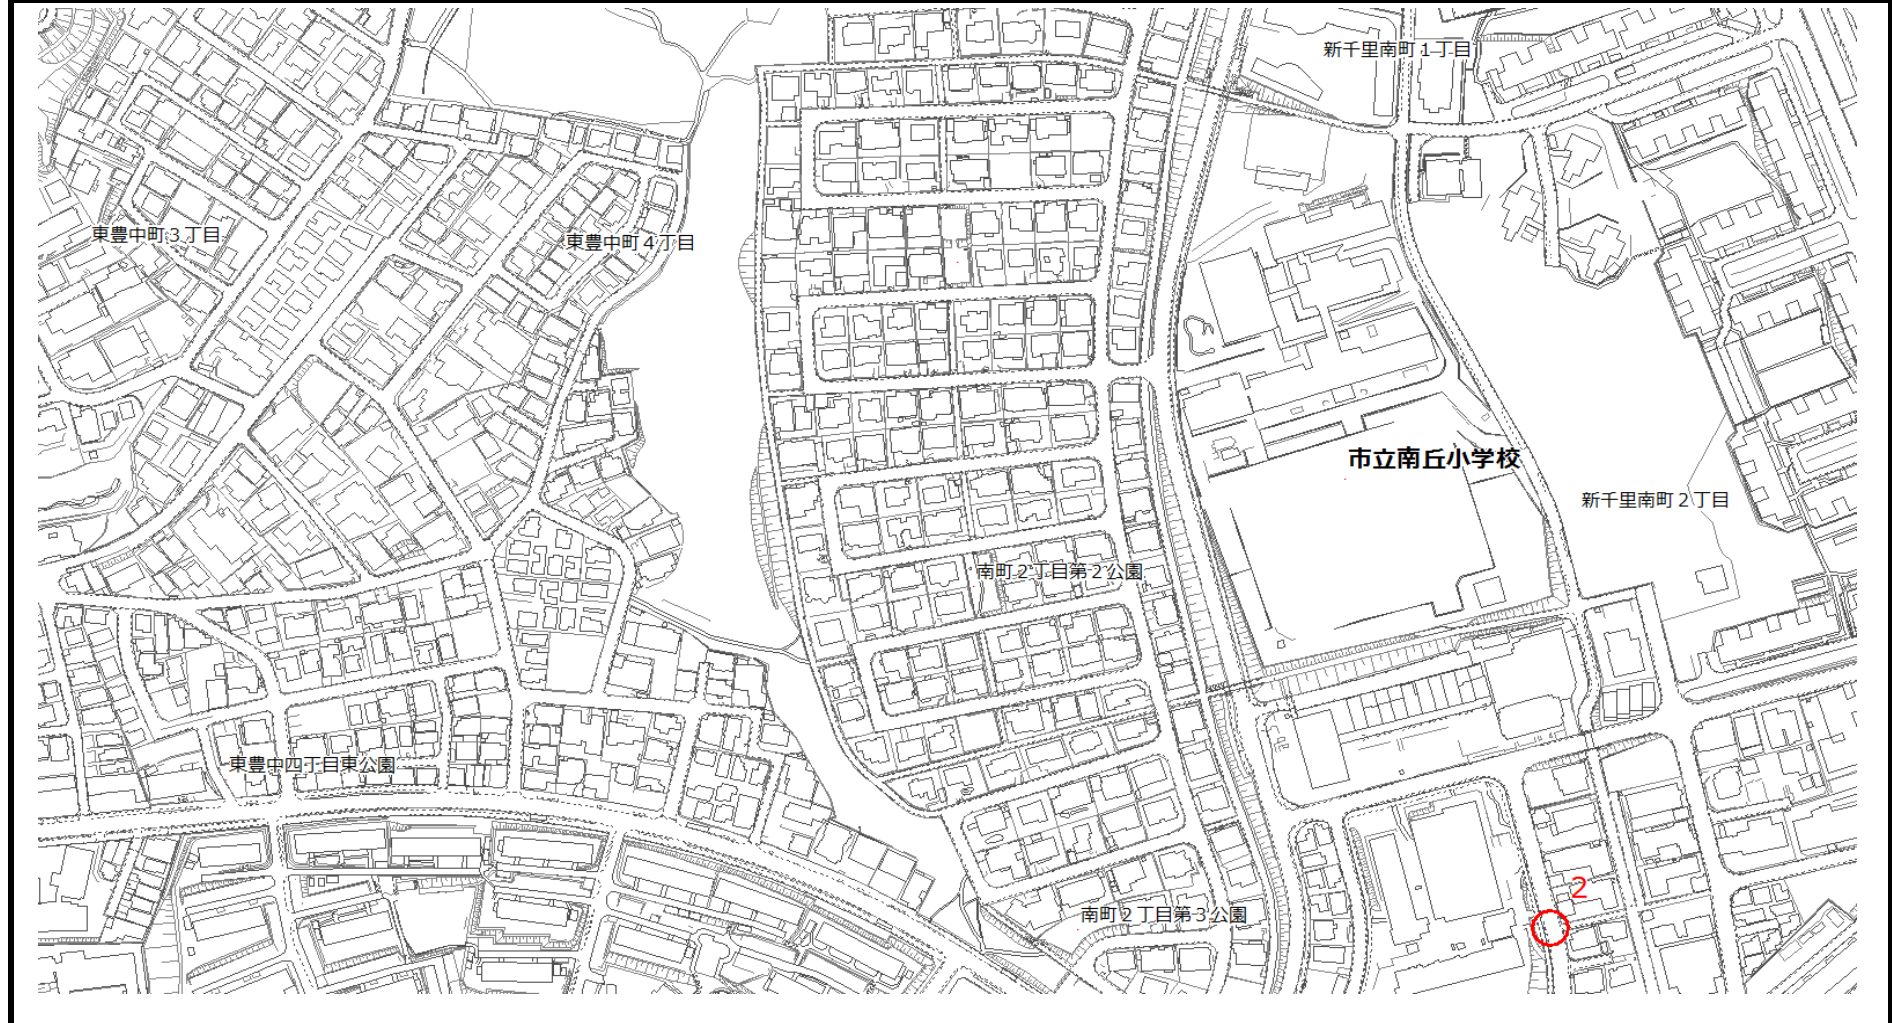 新千里南町１丁目
東豊中町３丁目
東豊中町４丁目
市立南丘小学校
新千里南町２丁目
南町２丁目第２公園
東豊中四丁目東公園
2
南町２丁目第３公園